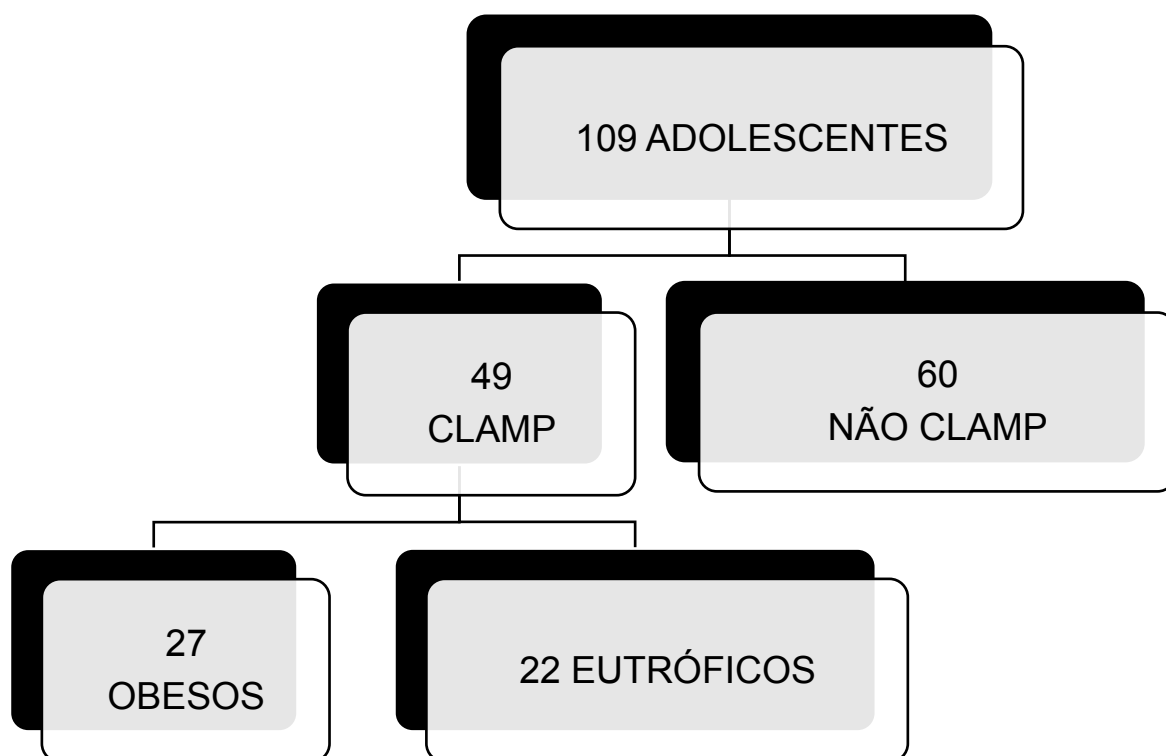 109 ADOLESCENTES
49
CLAMP
60
NÃO CLAMP
27
OBESOS
22 EUTRÓFICOS